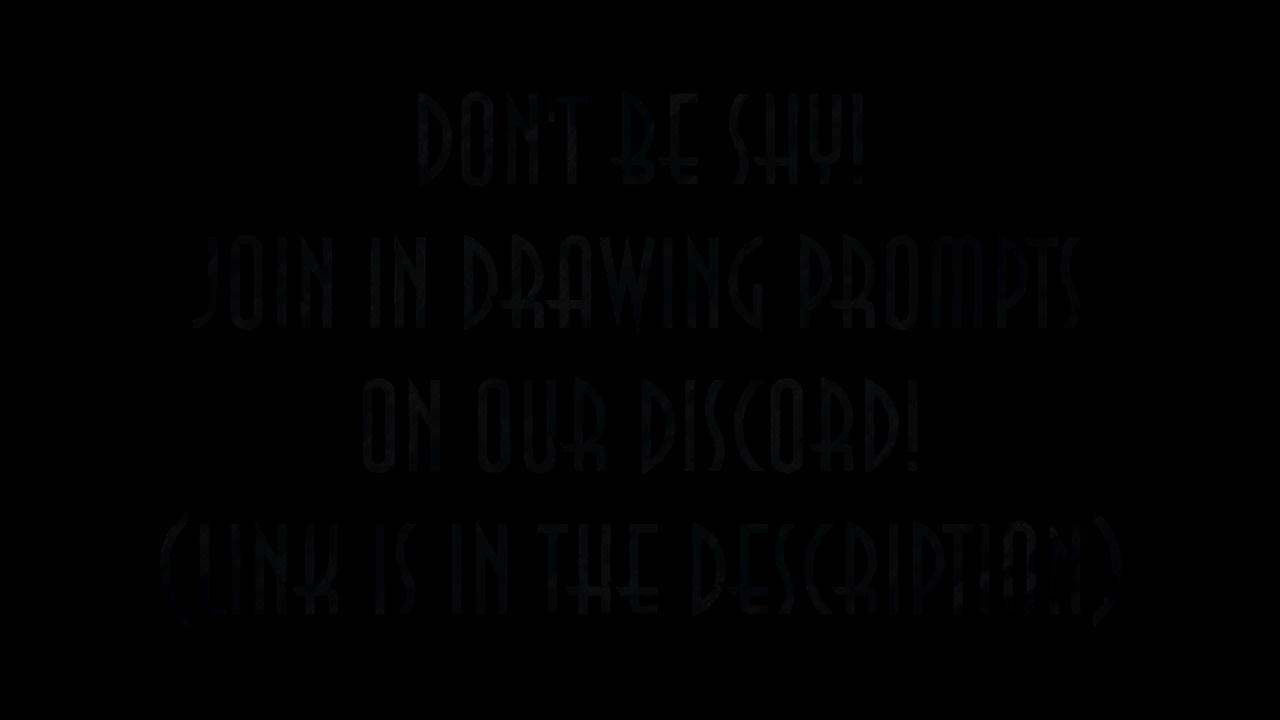 DON'T BE SHY!
JOIN IN DRAWING PROMPTS
ON OUR DISCORD!
(LINK IS IN THE DESCRIPTION)